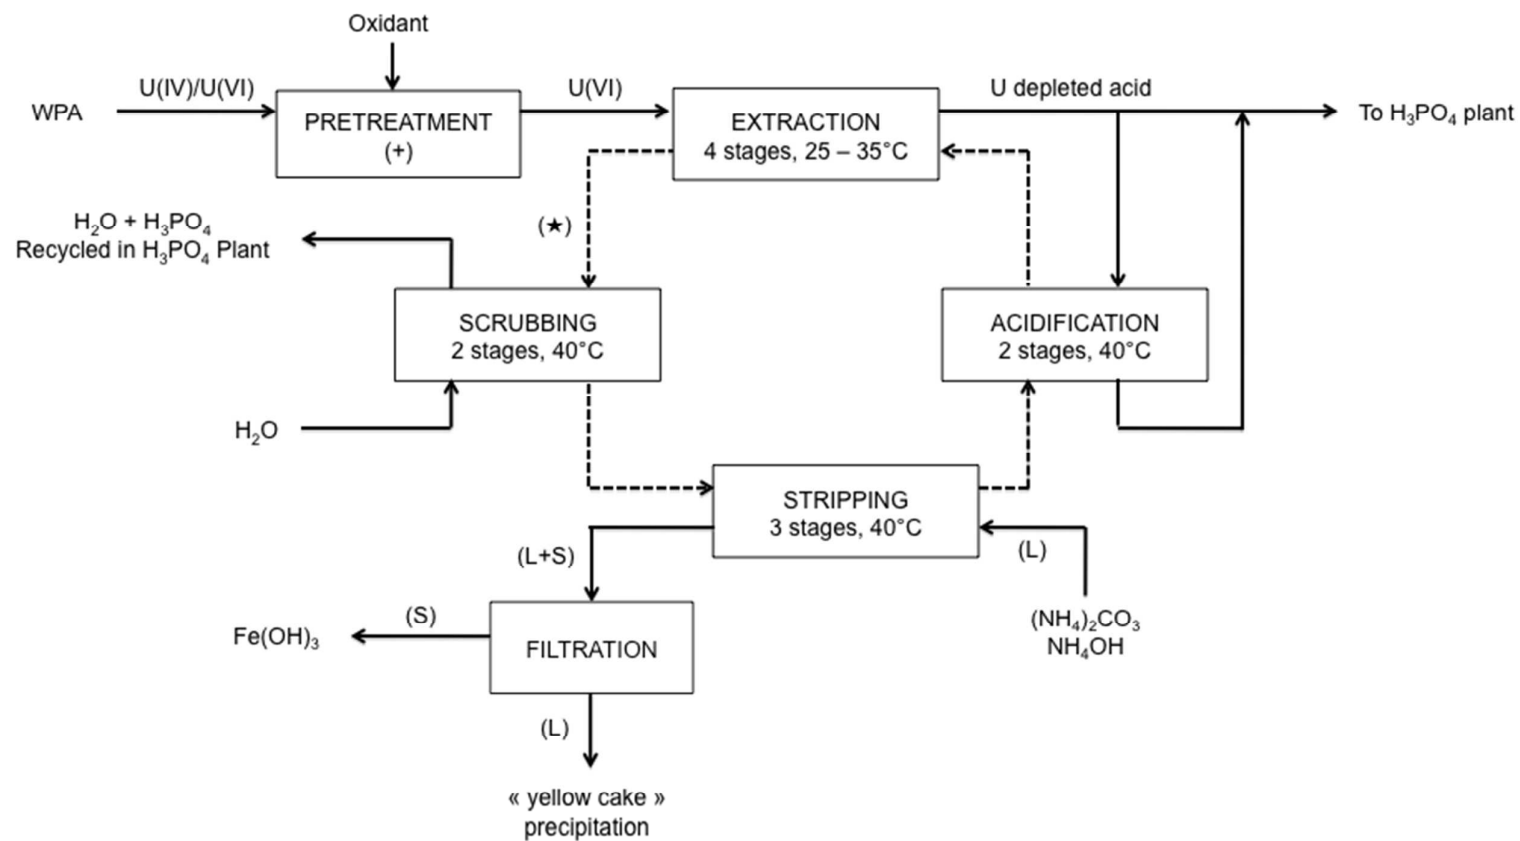 Oxidant
WPA
U(IV)/U(VI)
PRETREATMENT
(+)
U(VI)
EXTRACTION
4 stages, 25 – 35°C
U depleted acid
To H₃PO₄ plant
H₂O + H₃PO₄
Recycled in H₃PO₄ Plant
(★)
SCRUBBING
2 stages, 40°C
ACIDIFICATION
2 stages, 40°C
H₂O
STRIPPING
3 stages, 40°C
(L+S)
(L)
(NH₄)₂CO₃
NH₄OH
Fe(OH)₃
(S)
FILTRATION
(L)
« yellow cake »
precipitation